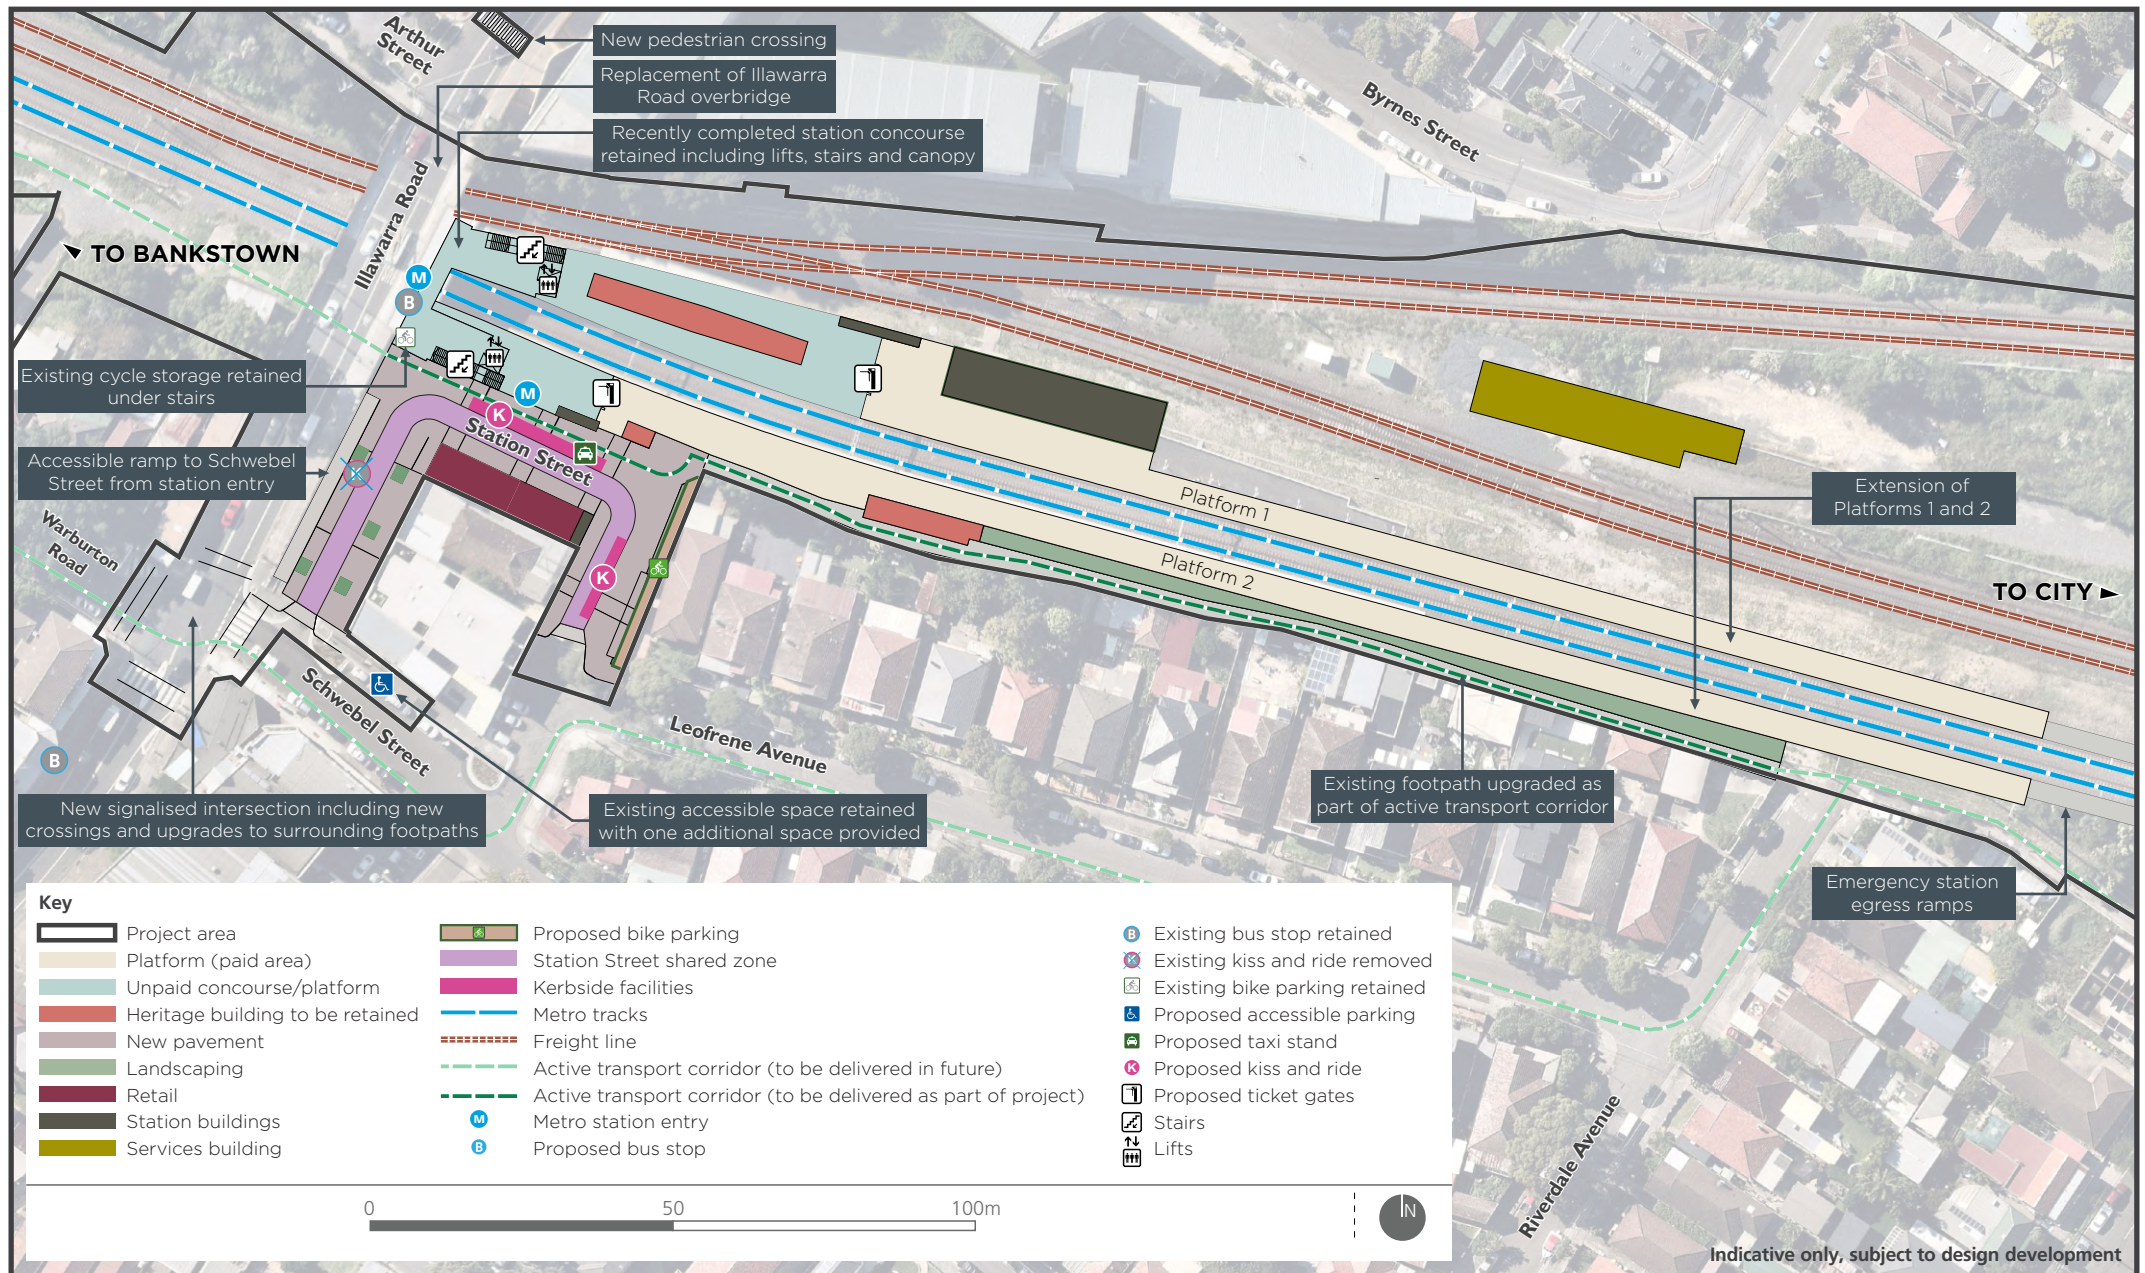 Arthur
Street
New pedestrian crossing
Replacement of Illawarra
Road overbridge
Recently completed station concourse
retained including lifts, stairs and canopy
Byrnes Street
Illawarra Road
TO BANKSTOWN
M
B
Existing cycle storage retained
under stairs
M
K
Station Street
Accessible ramp to Schwebel
Street from station entry
K
Warburton
Road
K
Platform 1
Platform 2
Extension of
Platforms 1 and 2
TO CITY
Schwebel Street
Leofrene Avenue
B
New signalised intersection including new
crossings and upgrades to surrounding footpaths
Existing accessible space retained
with one additional space provided
Existing footpath upgraded as
part of active transport corridor
Emergency station
egress ramps
Key
Project area
Platform (paid area)
Unpaid concourse/platform
Heritage building to be retained
New pavement
Landscaping
Retail
Station buildings
Services building
Proposed bike parking
Station Street shared zone
Kerbside facilities
Metro tracks
Freight line
Active transport corridor (to be delivered in future)
Active transport corridor (to be delivered as part of project)
M Metro station entry
B Proposed bus stop
B Existing bus stop retained
K Existing kiss and ride removed
Existing bike parking retained
Proposed accessible parking
Proposed taxi stand
K Proposed kiss and ride
Proposed ticket gates
Stairs
Lifts
0 50 100m
N
Riverdale Avenue
Indicative only, subject to design development